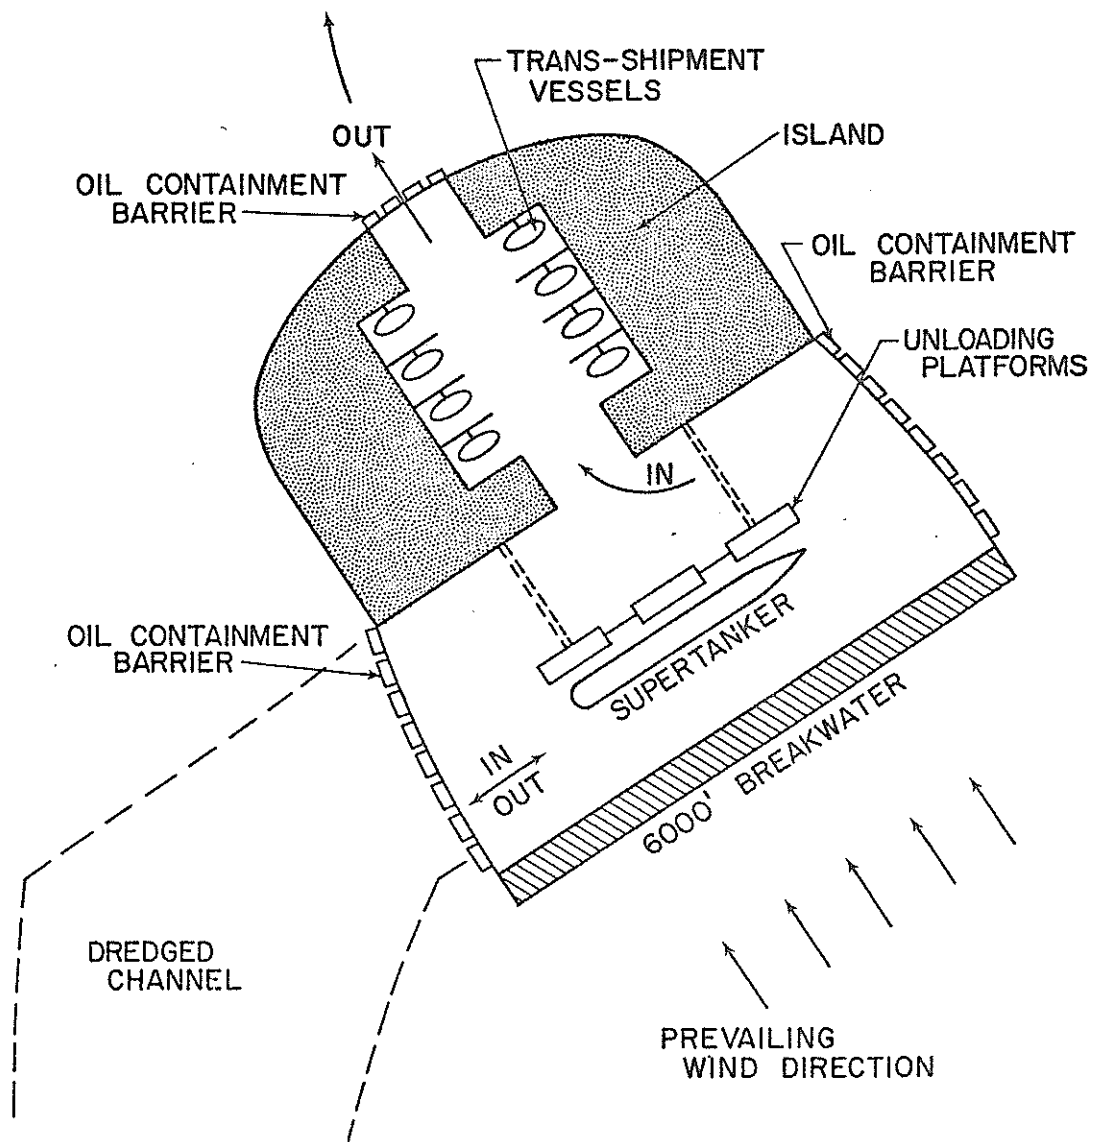 TRANS-SHIPMENT
VESSELS
OUT
ISLAND
OIL CONTAINMENT
BARRIER
OIL CONTAINMENT
BARRIER
UNLOADING
PLATFORMS
IN
OIL CONTAINMENT
BARRIER
SUPERTANKER
IN
OUT
6000' BREAKWATER
DREDGED
CHANNEL
PREVAILING
WIND DIRECTION